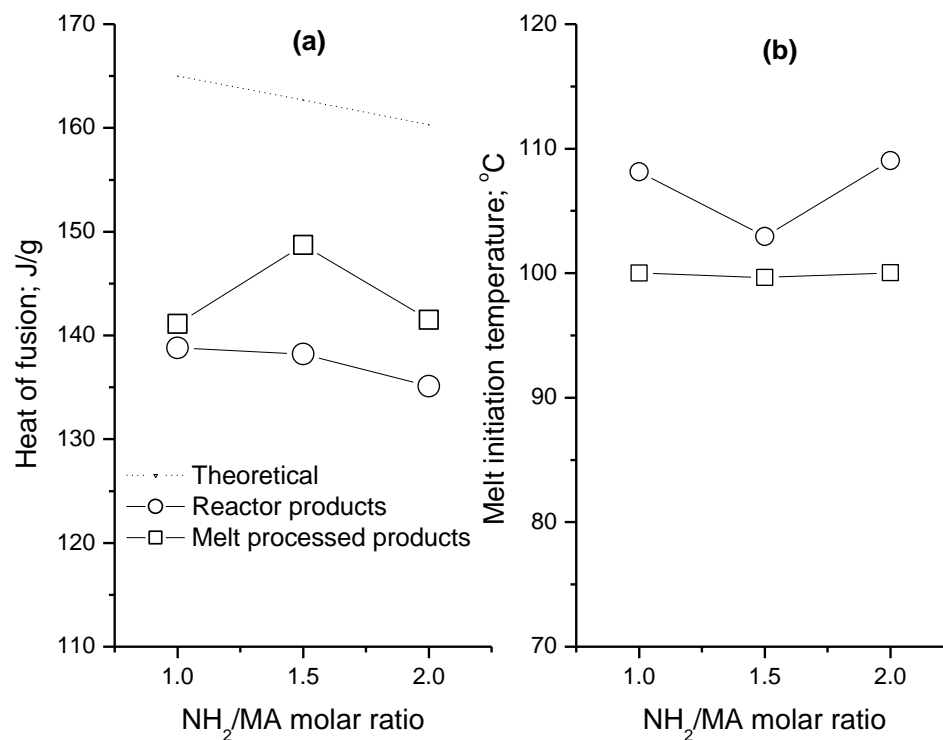 (a)
Heat of fusion; J/g
170
160
150
140
130
120
110
Theoretical
Reactor products
Melt processed products
1.0
1.5
2.0
NH₂/MA molar ratio
(b)
Melt initiation temperature; °C
120
110
100
90
80
70
1.0
1.5
2.0
NH₂/MA molar ratio